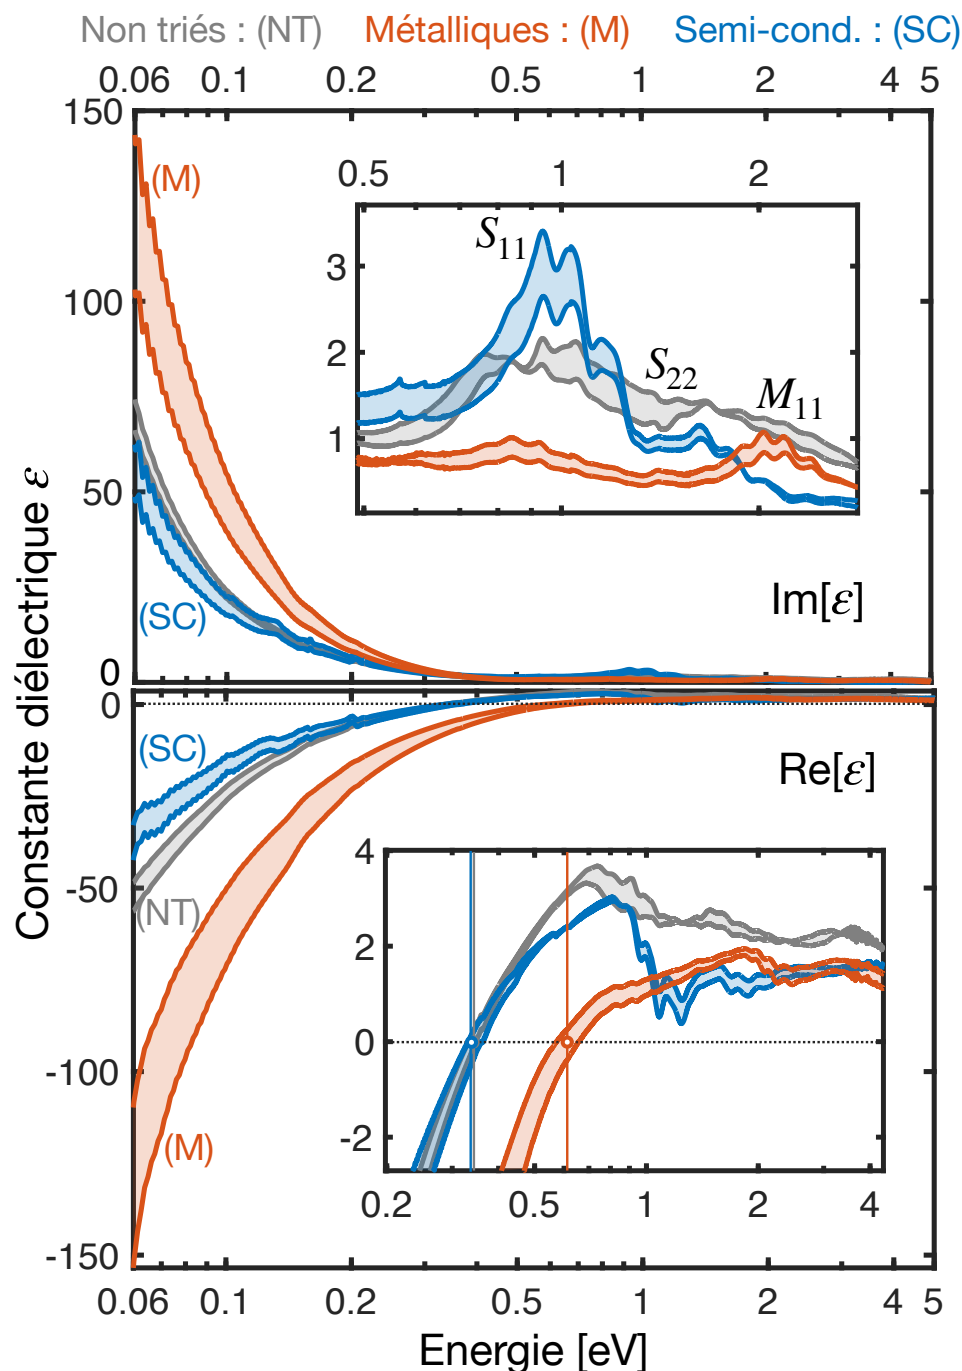 Non triés : (NT) Métalliques : (M) Semi-cond. : (SC)
0.06 0.1 0.2 0.5 1 2 5
150
100
50
0
(M)
(SC)
0.5 1 2
3
2
1
S11
S22
M11
Im[ε]
Constante diélectrique ε
0
-50
-100
-150
(SC)
(NT)
(M)
Re[ε]
4
2
0
-2
0.2 0.5 1 2 4
0.06 0.1 0.2 0.5 1 2 5
Energie [eV]